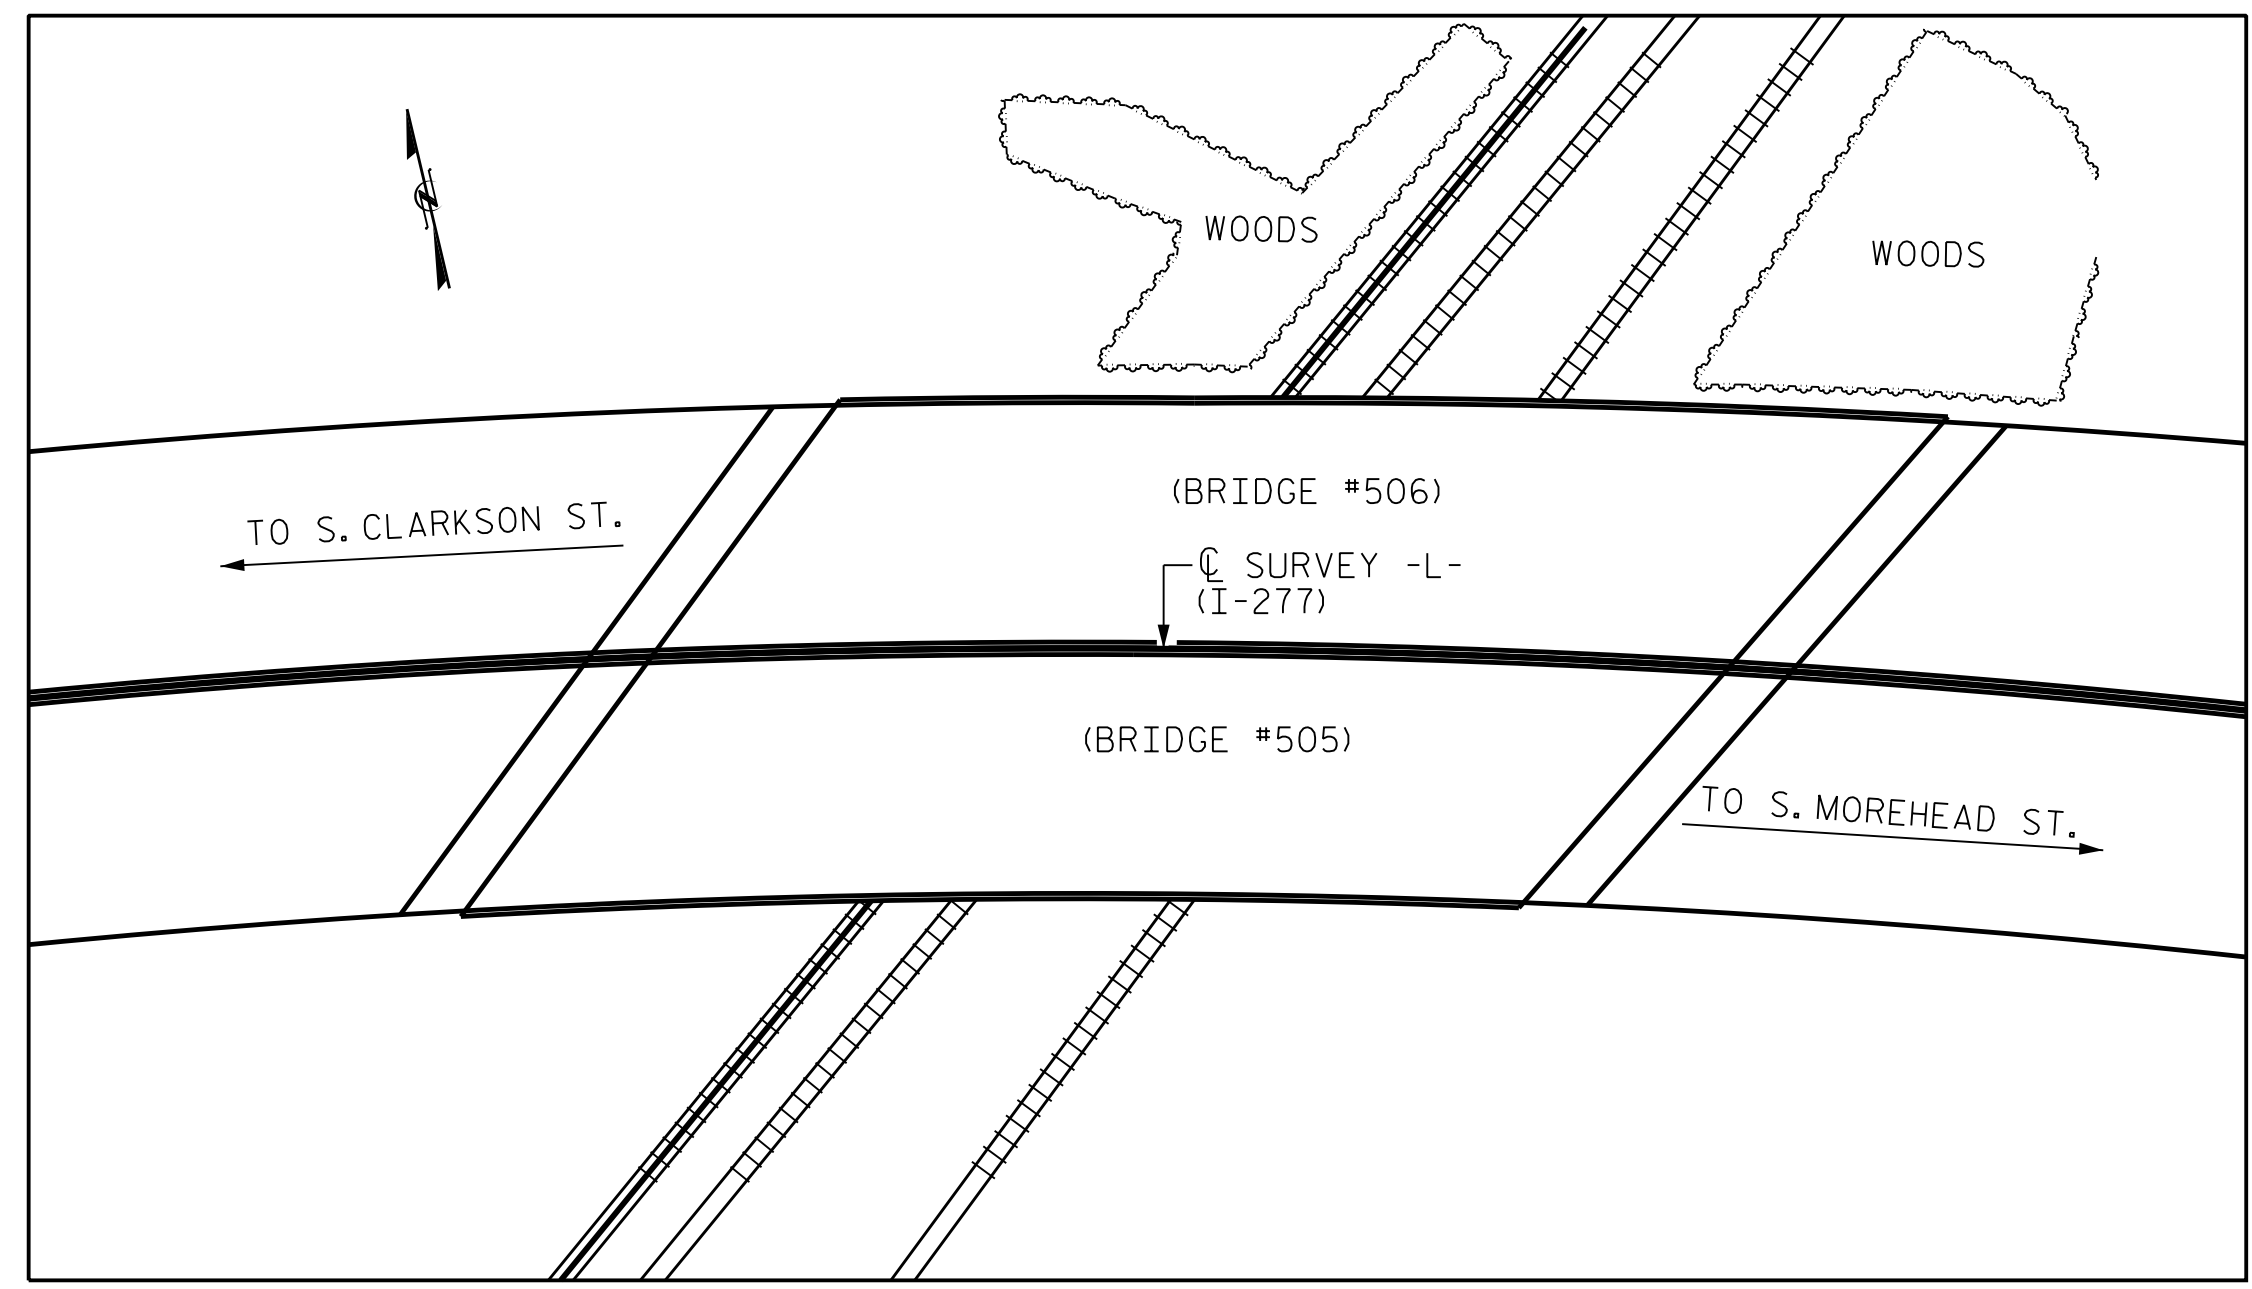 WOODS
WOODS
N
(BRIDGE #506)
TO S. CLARKSON ST.
℄ SURVEY -L-
(I-277)
(BRIDGE #505)
TO S. MOREHEAD ST.